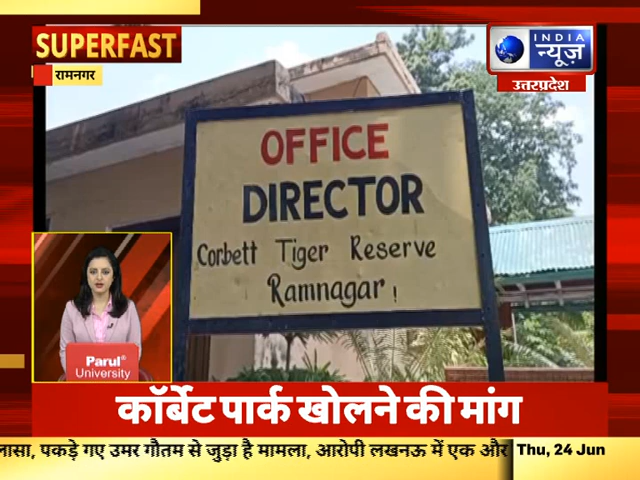 SUPERFAST
रामनगर
INDIA
न्यूज़
उत्तरप्रदेश
OFFICE
DIRECTOR
Corbett Tiger Reserve
Ramnagar!
Parul®
University
कॉर्बेट पार्क खोलने की मांग
लासा, पकड़े गए उमर गौतम से जुड़ा है मामला, आरोपी लखनऊ में एक और
Thu, 24 Jun